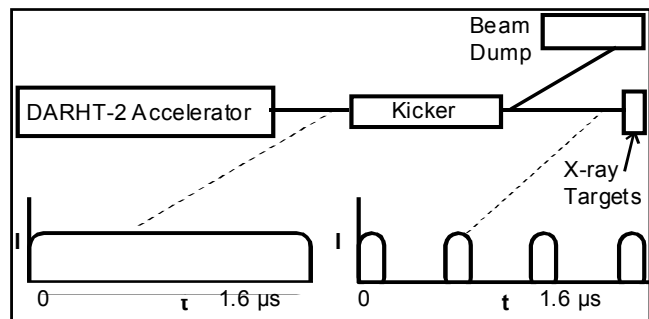 Beam
Dump
DARHT-2 Accelerator
Kicker
X-ray
Targets
I
I
0 τ 1.6 µs
0 t 1.6 µs